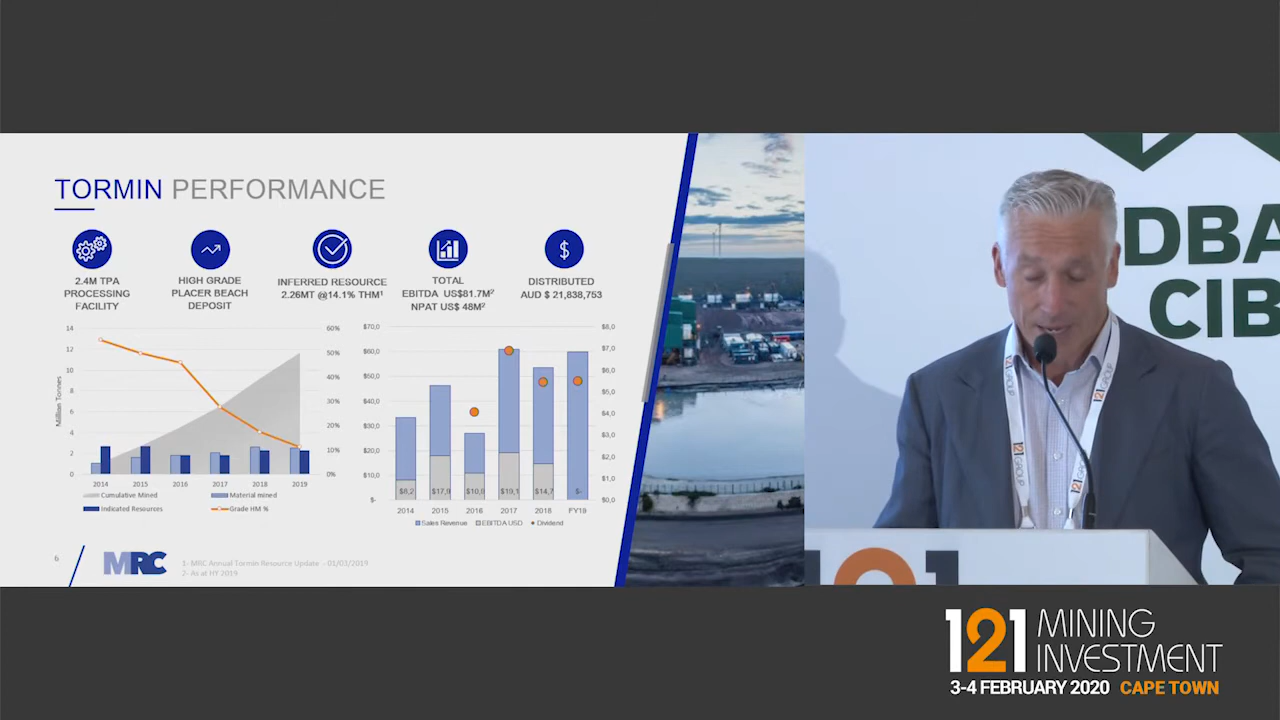 TORMIN PERFORMANCE
2.4M TPA
PROCESSING
FACILITY
HIGH GRADE
PLACER BEACH
DEPOSIT
INFERRED RESOURCE
2.26MT @14.1% THM¹
TOTAL
EBITDA US$81.7M²
NPAT US$ 48M²
DISTRIBUTED
AUD $ 21,838,753
Million Tonnes
14
12
10
8
6
4
2
0
60%
50%
40%
30%
20%
10%
0%
2014 2015 2016 2017 2018 2019
Cumulative Mined Material mined
Indicated Resources Grade HM %
$70,0
$60,0
$50,0
$40,0
$30,0
$20,0
$10,0
$-
$8,0
$7,0
$6,0
$5,0
$4,0
$3,0
$2,0
$1,0
$0,0
$8,2 $17,9 $19,1 $14,7 $-
2014 2015 2016 2017 2018 FY19
Sales Revenue EBITDA USD Dividend
6
MRC
1- MRC Annual Tormin Resource Update - 01/03/2019
2- As at HY 2019
DBA
CIB
121 GROUP
121
121
121 MINING
INVESTMENT
3-4 FEBRUARY 2020 CAPE TOWN